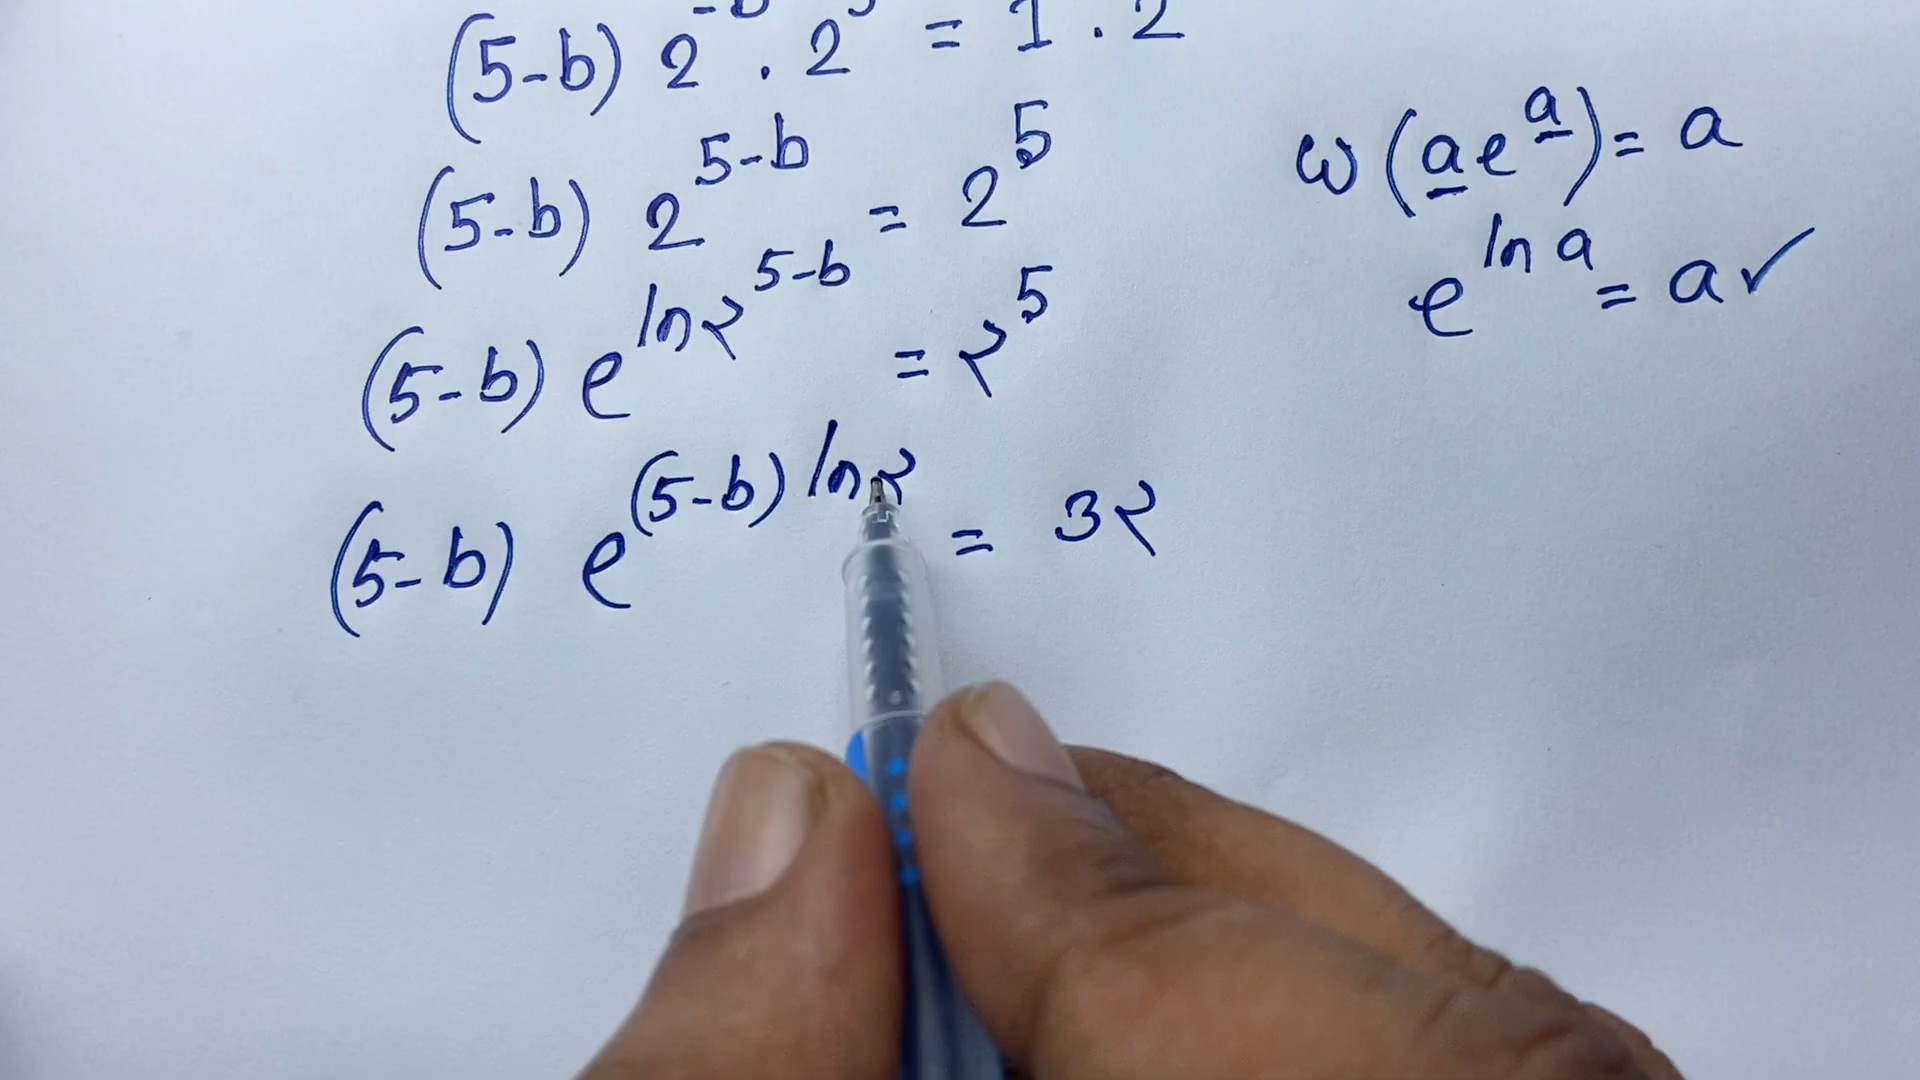 (5-b) 2^-b . 2^5 = 1 . 2
(5-b) 2^5-b = 2^5
(5-b) e^ln2^5-b = 2^5
(5-b) e^(5-b) ln2 = 32
w(ae^a) = a
e^ln a = a ✓